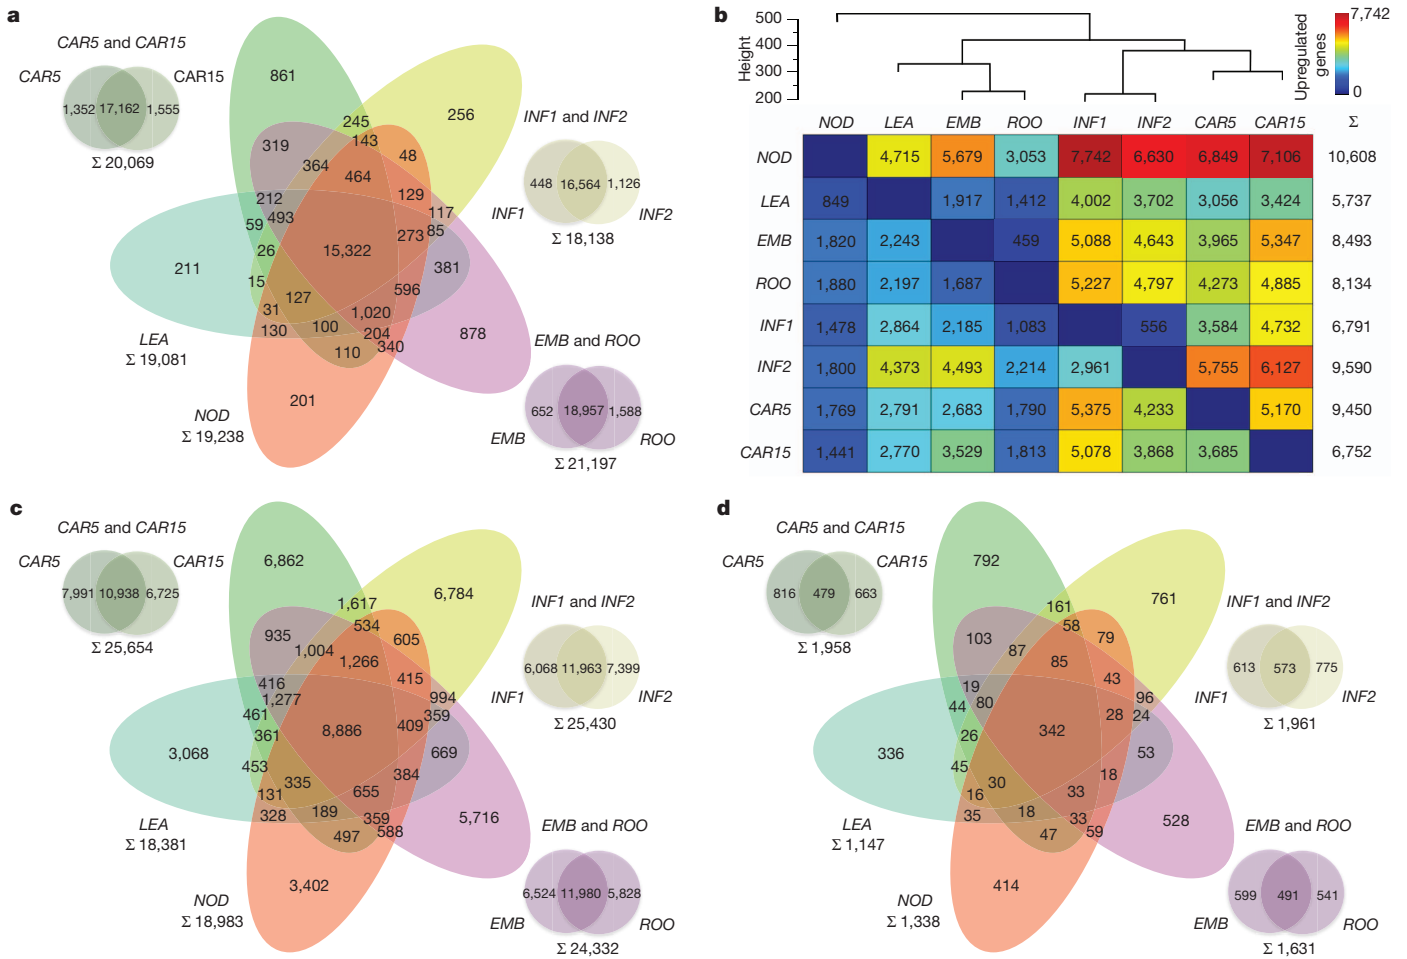 a
CAR5 and CAR15
CAR5
CAR15
1,352
17,162
1,555
Σ 20,069
861
256
245
143
48
319
364
464
129
117
85
212
59
493
26
15,322
273
381
211
15
127
596
31
130
100
1,020
204
340
110
878
201
INF1 and INF2
448
16,564
1,126
INF1
INF2
Σ 18,138
LEA
Σ 19,081
NOD
Σ 19,238
EMB and ROO
652
18,957
1,588
EMB
ROO
Σ 21,197
b
Height
500
400
300
200
Upregulated
genes
7,742
0
NOD LEA EMB ROO INF1 INF2 CAR5 CAR15 Σ
NOD 4,715 5,679 3,053 7,742 6,630 6,849 7,106 10,608
LEA 849 1,917 1,412 4,002 3,702 3,056 3,424 5,737
EMB 1,820 2,243 459 5,088 4,643 3,965 5,347 8,493
ROO 1,880 2,197 1,687 5,227 4,797 4,273 4,885 8,134
INF1 1,478 2,864 2,185 1,083 556 3,584 4,732 6,791
INF2 1,800 4,373 4,493 2,214 2,961 5,755 6,127 9,590
CAR5 1,769 2,791 2,683 1,790 5,375 4,233 5,170 9,450
CAR15 1,441 2,770 3,529 1,813 5,078 3,868 3,685 6,752
c
CAR5 and CAR15
CAR5
CAR15
7,991
10,938
6,725
Σ 25,654
6,862
6,784
1,617
534
605
935
1,004
1,266
415
994
359
416
1,277
461
361
8,886
409
669
3,068
453
335
384
131
328
189
655
359
588
497
5,716
3,402
INF1 and INF2
6,068
11,963
7,399
INF1
INF2
Σ 25,430
LEA
Σ 18,381
NOD
Σ 18,983
EMB and ROO
6,524
11,980
5,828
EMB
ROO
Σ 24,332
d
CAR5 and CAR15
CAR5
CAR15
816
479
663
Σ 1,958
792
761
161
58
79
103
87
85
43
96
24
19
44
80
26
342
28
53
336
45
30
18
16
35
18
33
33
59
47
528
414
INF1 and INF2
613
573
775
INF1
INF2
Σ 1,961
LEA
Σ 1,147
NOD
Σ 1,338
EMB and ROO
599
491
541
EMB
ROO
Σ 1,631